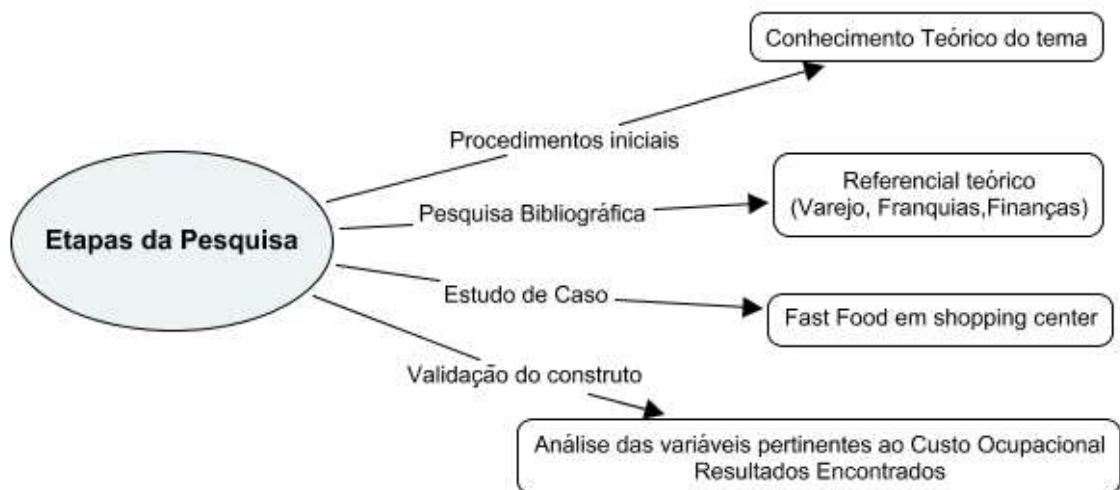 Conhecimento Teórico do tema
Procedimentos iniciais
Referencial teórico
(Varejo, Franquias,Finanças)
Pesquisa Bibliográfica
Etapas da Pesquisa
Estudo de Caso
Fast Food em shopping center
Validação do construto
Análise das variáveis pertinentes ao Custo Ocupacional
Resultados Encontrados